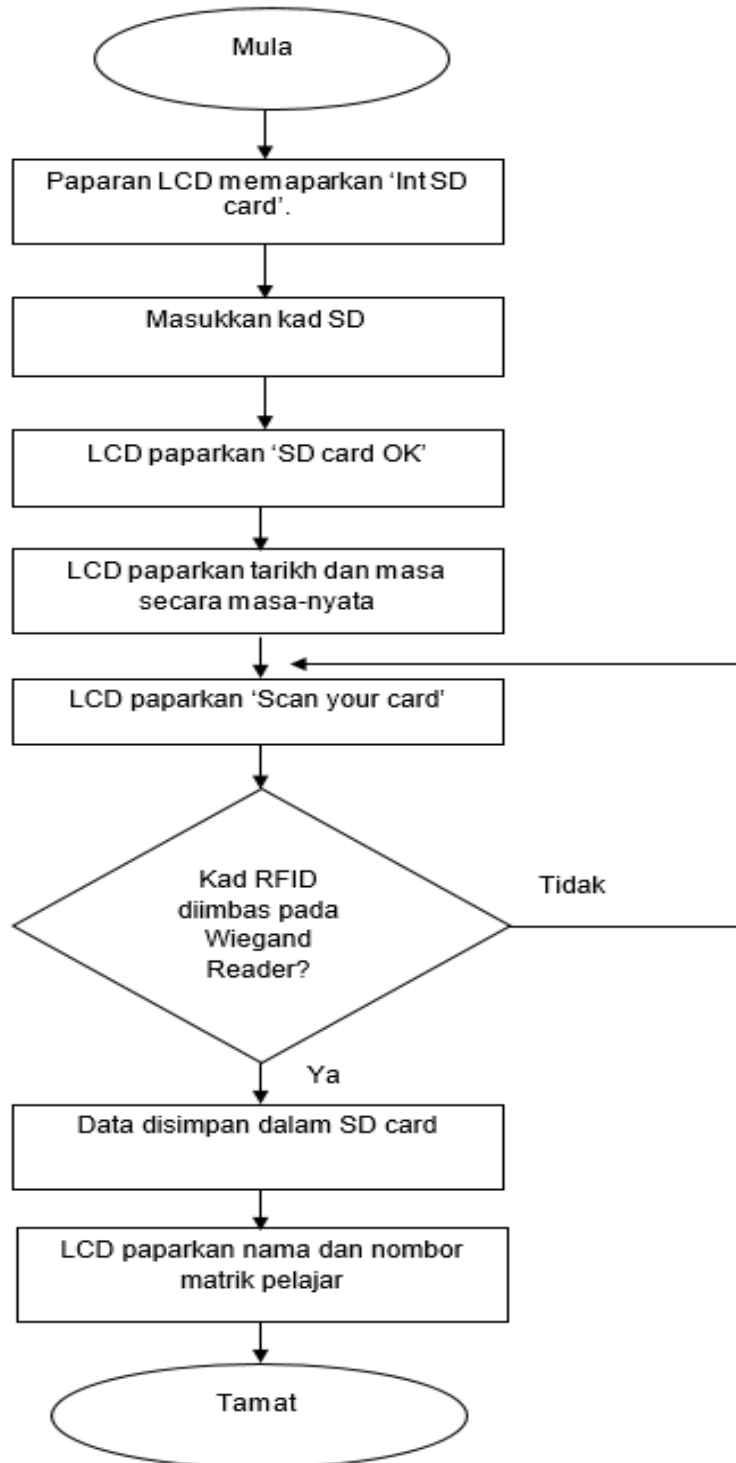 Mula
Paparan LCD memaparkan ‘Int SD
card’.
Masukkan kad SD
LCD paparkan ‘SD card OK’
LCD paparkan tarikh dan masa
secara masa-nyata
LCD paparkan ‘Scan your card’
Kad RFID
diimbas pada
Wiegand
Reader?
Tidak
Ya
Data disimpan dalam SD card
LCD paparkan nama dan nombor
matrik pelajar
Tamat